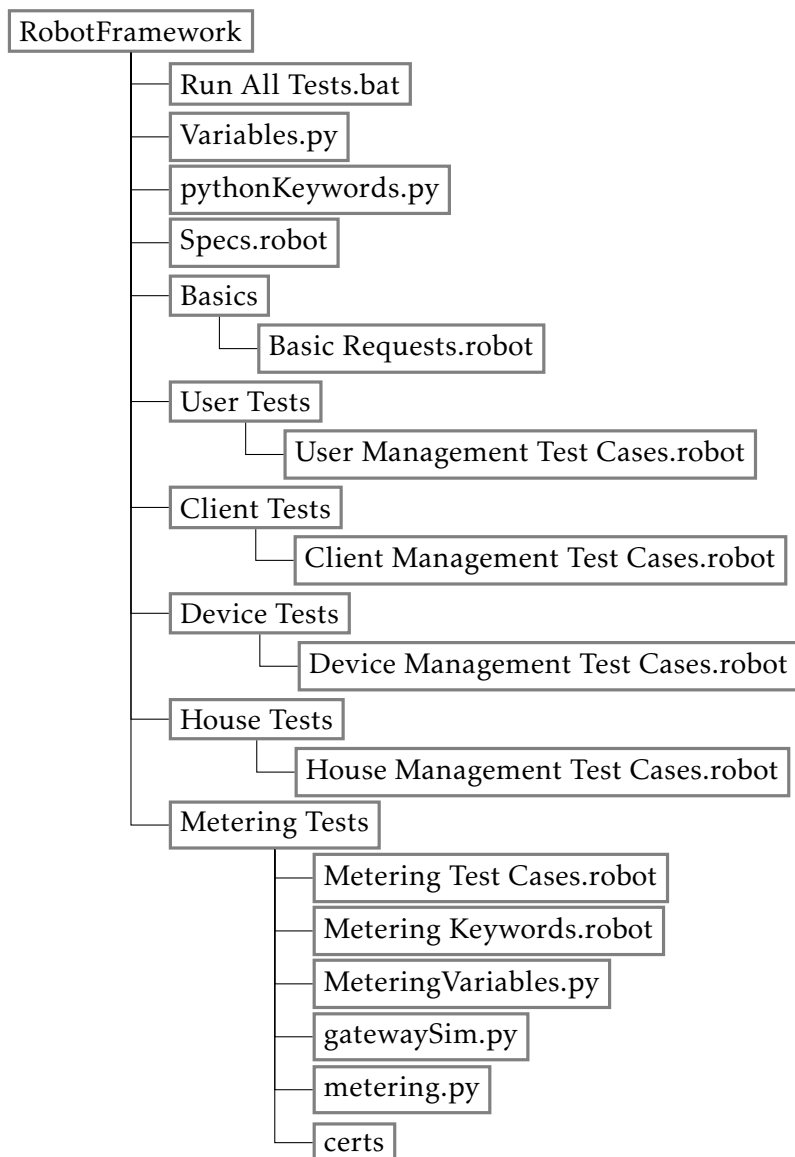 RobotFramework
Run All Tests.bat
Variables.py
pythonKeywords.py
Specs.robot
Basics
Basic Requests.robot
User Tests
User Management Test Cases.robot
Client Tests
Client Management Test Cases.robot
Device Tests
Device Management Test Cases.robot
House Tests
House Management Test Cases.robot
Metering Tests
Metering Test Cases.robot
Metering Keywords.robot
MeteringVariables.py
gatewaySim.py
metering.py
certs